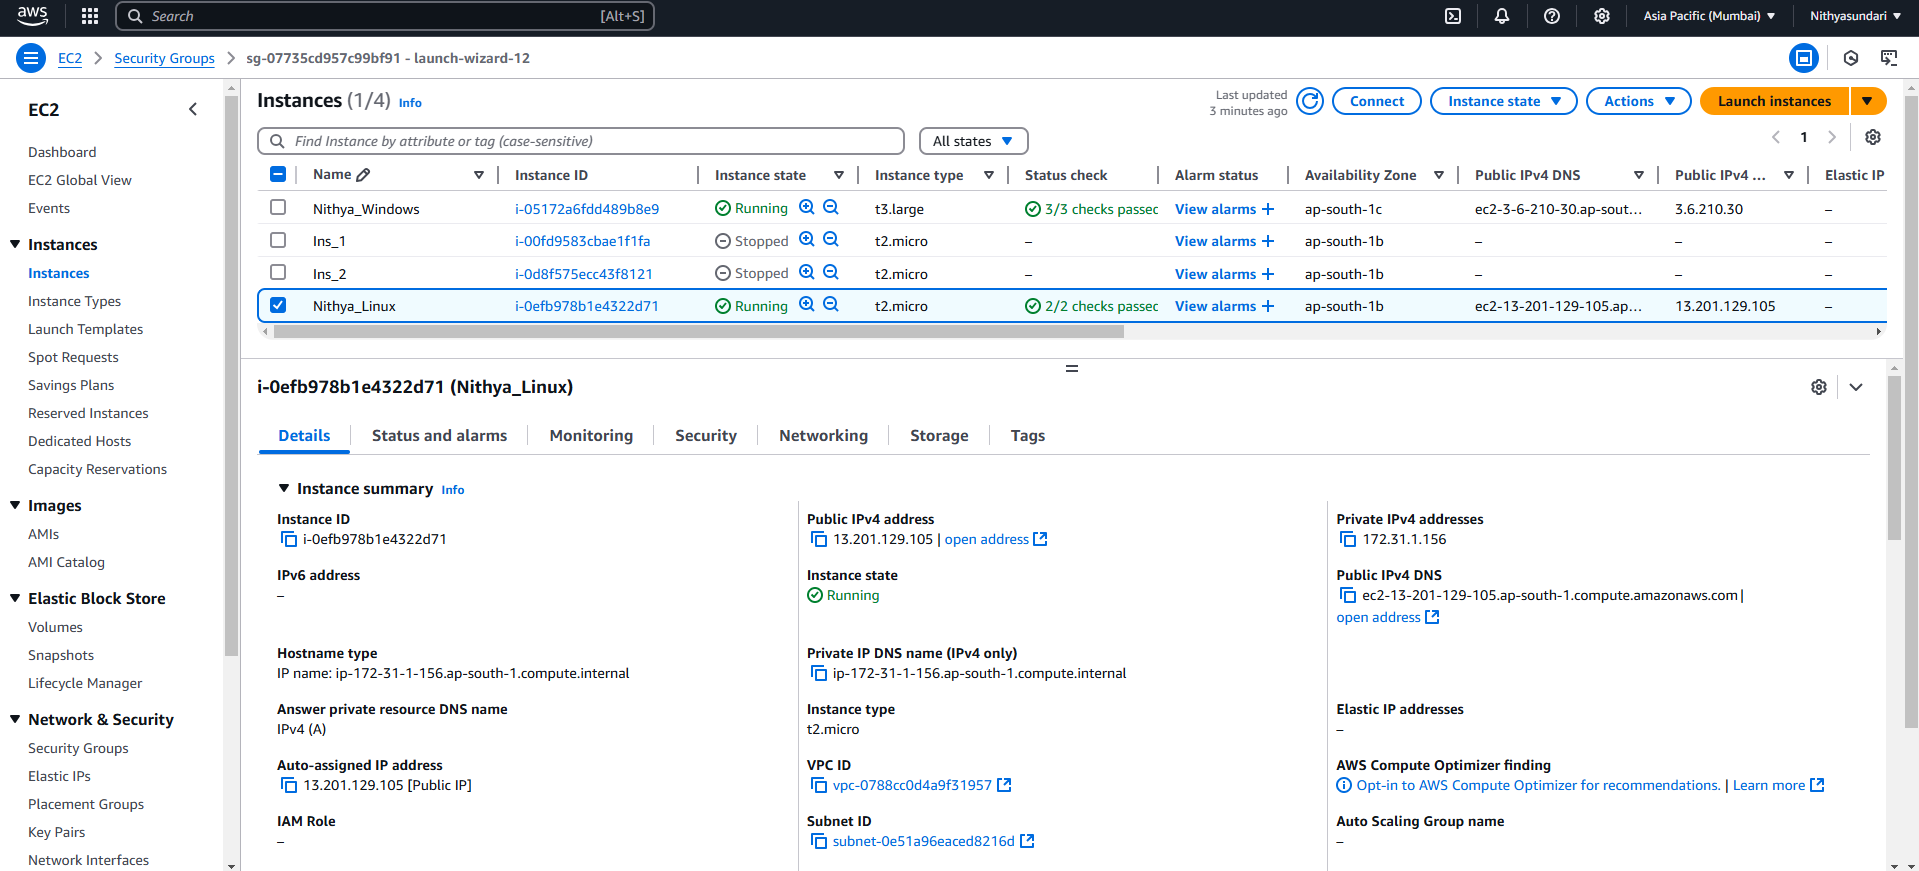 aws
Search [Alt+S]
Asia Pacific (Mumbai) Nithyasundari
EC2 Security Groups sg-07735cd957c99bf91 - launch-wizard-12
EC2
Dashboard
EC2 Global View
Events
Instances
Instances
Instance Types
Launch Templates
Spot Requests
Savings Plans
Reserved Instances
Dedicated Hosts
Capacity Reservations
Images
AMIs
AMI Catalog
Elastic Block Store
Volumes
Snapshots
Lifecycle Manager
Network & Security
Security Groups
Elastic IPs
Placement Groups
Key Pairs
Network Interfaces
Instances (1/4) Info
Last updated
3 minutes ago
Connect Instance state Actions Launch instances
Find Instance by attribute or tag (case-sensitive) All states 1
Name Instance ID Instance state Instance type Status check Alarm status Availability Zone Public IPv4 DNS Public IPv4 ... Elastic IP
Nithya_Windows i-05172a6fdd489b8e9 Running t3.large 3/3 checks passec View alarms + ap-south-1c ec2-3-6-210-30.ap-sout... 3.6.210.30 –
Ins_1 i-00fd9583cbae1f1fa Stopped t2.micro – View alarms + ap-south-1b – – –
Ins_2 i-0d8f575ecc43f8121 Stopped t2.micro – View alarms + ap-south-1b – – –
Nithya_Linux i-0efb978b1e4322d71 Running t2.micro 2/2 checks passec View alarms + ap-south-1b ec2-13-201-129-105.ap... 13.201.129.105 –
i-0efb978b1e4322d71 (Nithya_Linux)
Details Status and alarms Monitoring Security Networking Storage Tags
Instance summary Info
Instance ID
i-0efb978b1e4322d71
Public IPv4 address
13.201.129.105 | open address
Private IPv4 addresses
172.31.1.156
IPv6 address
–
Instance state
Running
Public IPv4 DNS
ec2-13-201-129-105.ap-south-1.compute.amazonaws.com |
open address
Hostname type
IP name: ip-172-31-1-156.ap-south-1.compute.internal
Private IP DNS name (IPv4 only)
ip-172-31-1-156.ap-south-1.compute.internal
Answer private resource DNS name
IPv4 (A)
Instance type
t2.micro
Elastic IP addresses
–
Auto-assigned IP address
13.201.129.105 [Public IP]
VPC ID
vpc-0788cc0d4a9f31957
AWS Compute Optimizer finding
Opt-in to AWS Compute Optimizer for recommendations. | Learn more
IAM Role
–
Subnet ID
subnet-0e51a96eaced8216d
Auto Scaling Group name
–